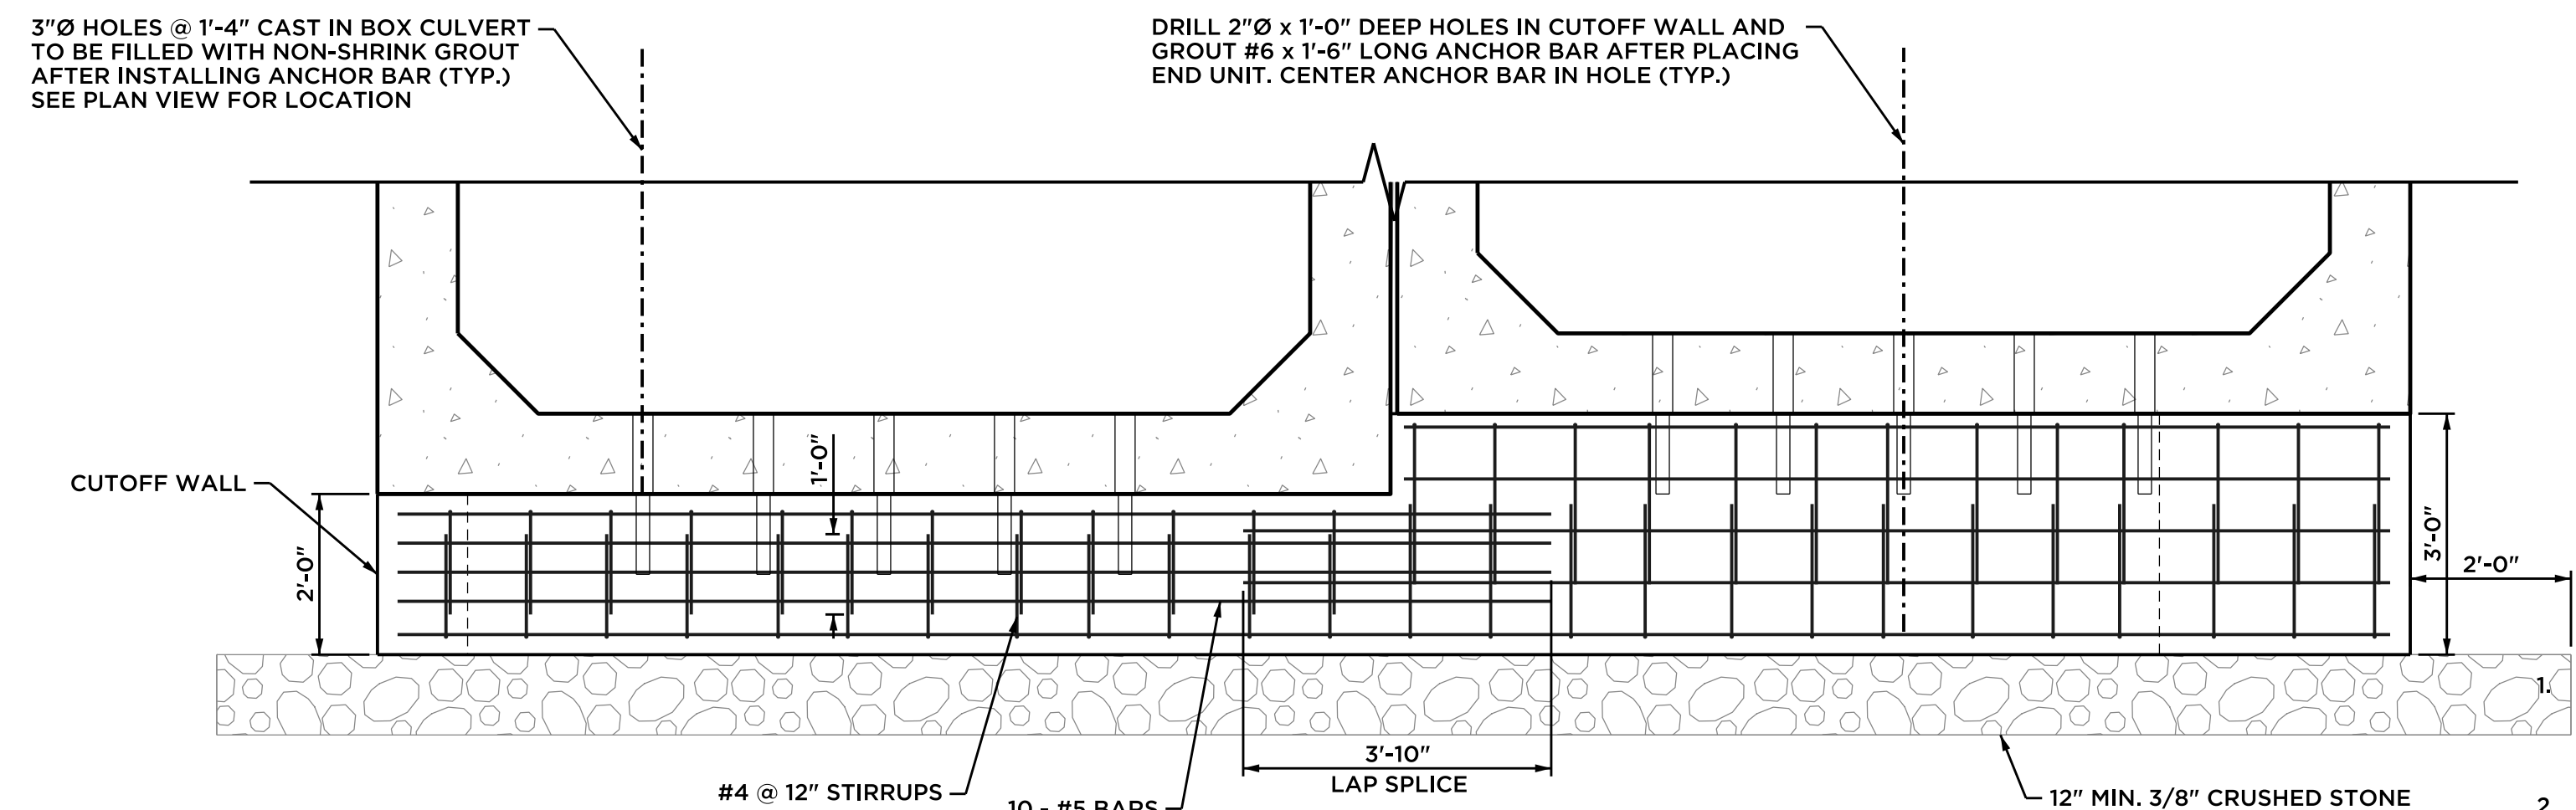 3"Ø HOLES @ 1'-4" CAST IN BOX CULVERT
TO BE FILLED WITH NON-SHRINK GROUT
AFTER INSTALLING ANCHOR BAR (TYP.)
SEE PLAN VIEW FOR LOCATION
DRILL 2"Ø x 1'-0" DEEP HOLES IN CUTOFF WALL AND
GROUT #6 x 1'-6" LONG ANCHOR BAR AFTER PLACING
END UNIT. CENTER ANCHOR BAR IN HOLE (TYP.)
CUTOFF WALL
1'-0"
2'-0"
3'-0"
2'-0"
1.
3'-10"
LAP SPLICE
#4 @ 12" STIRRUPS
10 - #5 BARS
12" MIN. 3/8" CRUSHED STONE
2